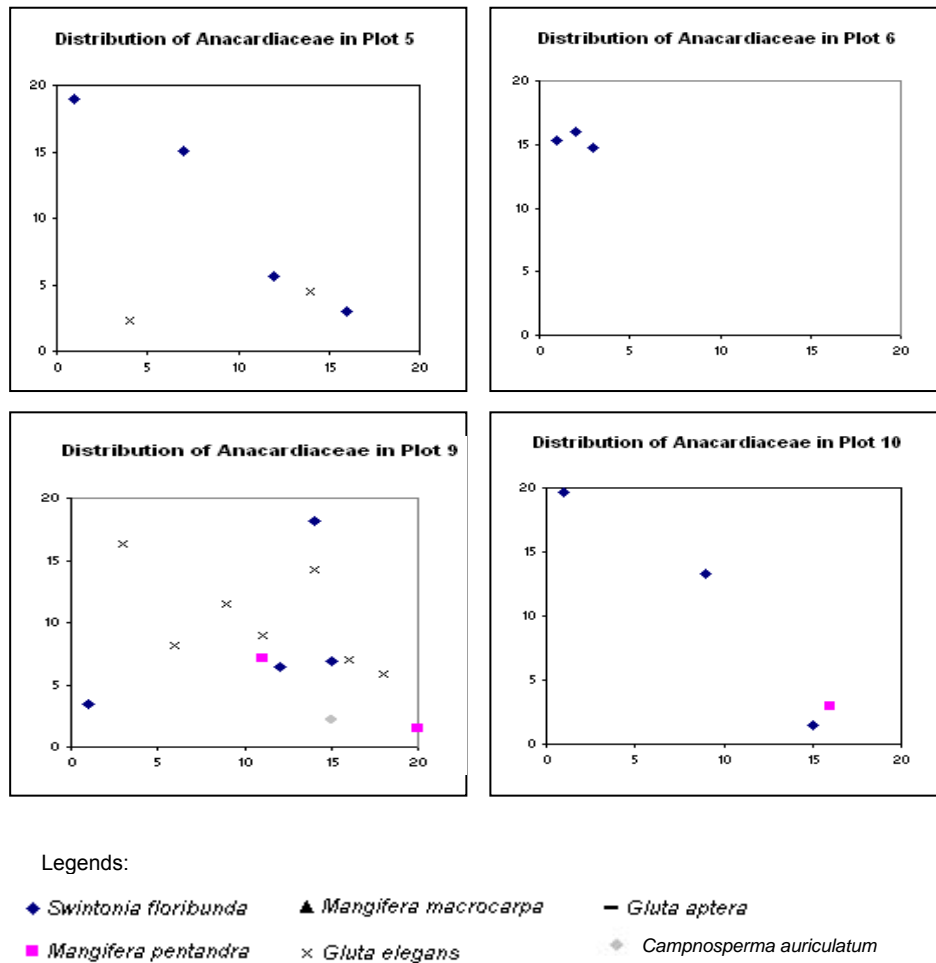 Distribution of Anacardiaceae in Plot 5
20
15
10
5
0
0 5 10 15 20
Distribution of Anacardiaceae in Plot 6
20
15
10
5
0
0 5 10 15 20
Distribution of Anacardiaceae in Plot 9
20
15
10
5
0
0 5 10 15 20
Distribution of Anacardiaceae in Plot 10
20
15
10
5
0
0 5 10 15 20
Legends:
Swintonia floribunda Mangifera macrocarpa Gluta aptera
Mangifera pentandra Gluta elegans Campnosperma auriculatum